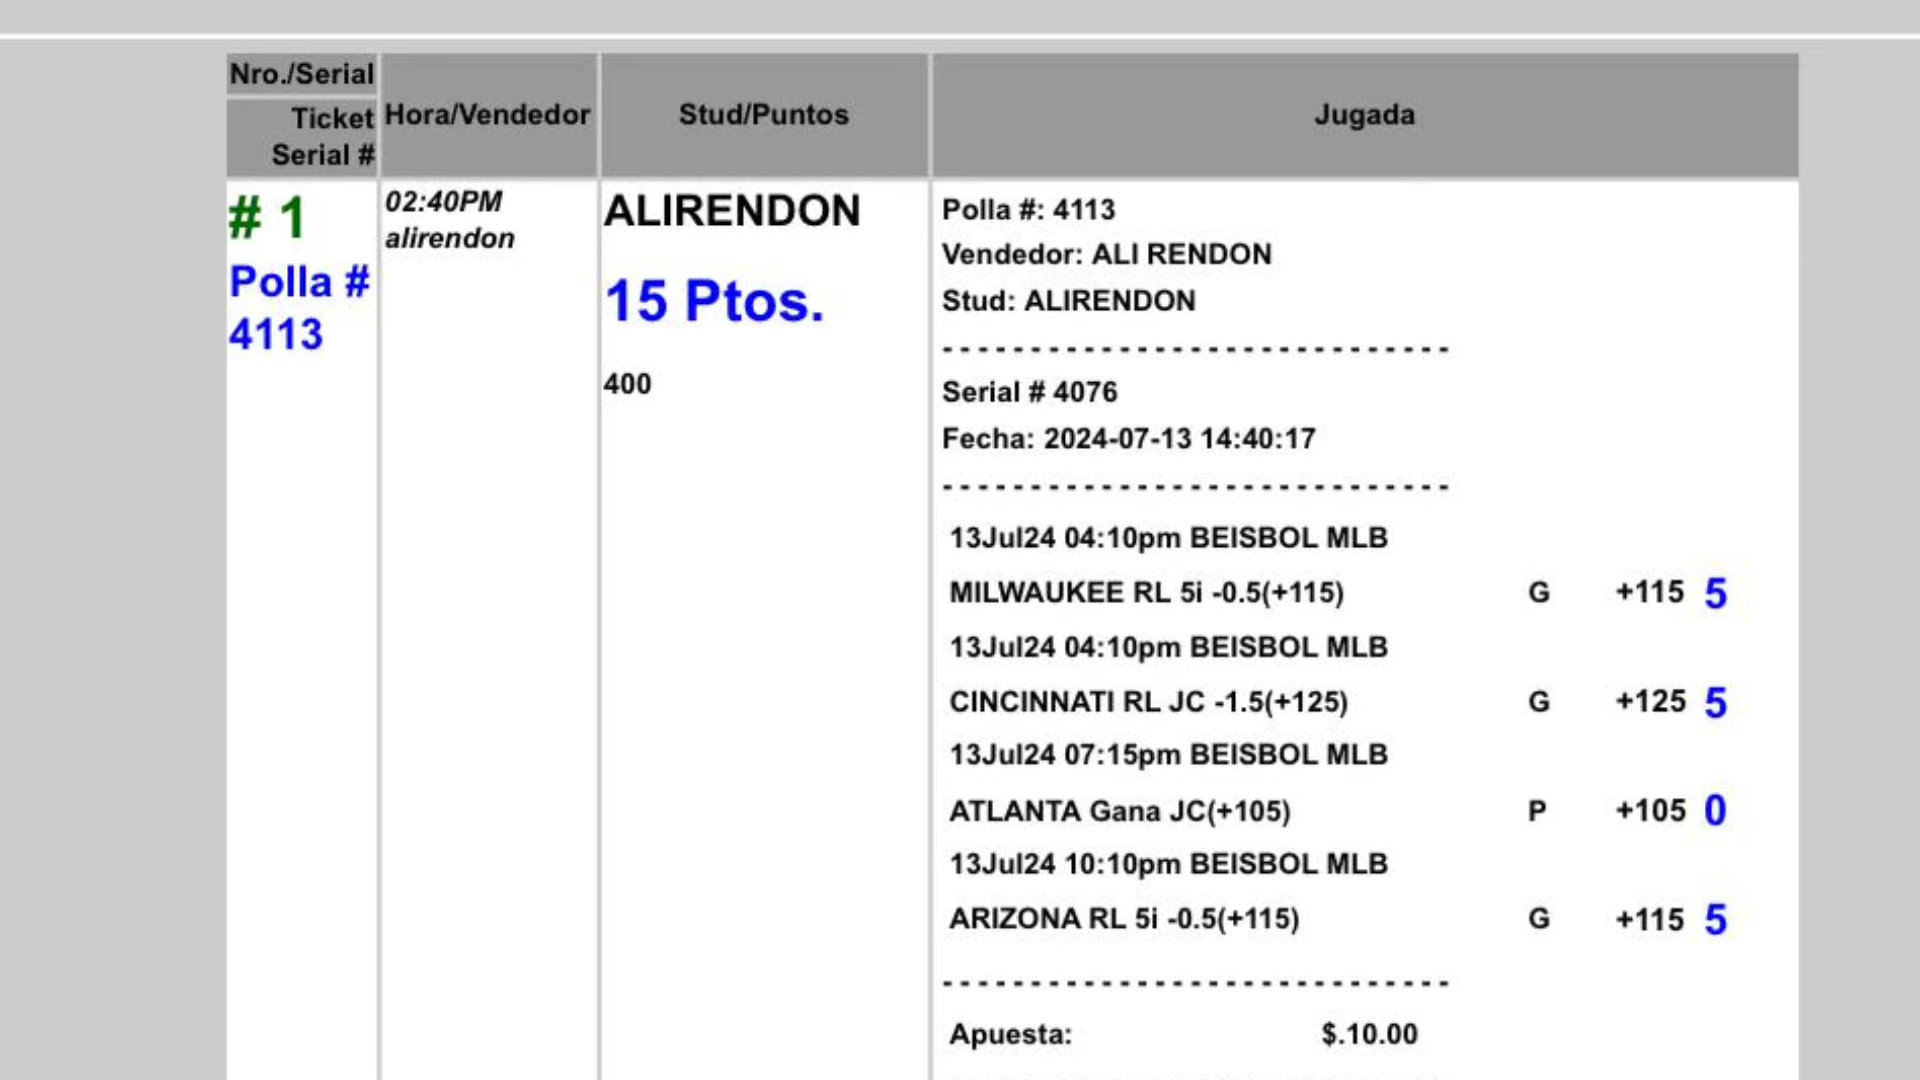 Nro./Serial
Ticket
Serial #
Hora/Vendedor
Stud/Puntos
Jugada
# 1
Polla #
4113
02:40PM
alirendon
ALIRENDON
15 Ptos.
400
Polla #: 4113
Vendedor: ALI RENDON
Stud: ALIRENDON
- - - - - - - - - - - - - - - - - - - - - - - - - - - - -
Serial # 4076
Fecha: 2024-07-13 14:40:17
- - - - - - - - - - - - - - - - - - - - - - - - - - - - -
13Jul24 04:10pm BEISBOL MLB
MILWAUKEE RL 5i -0.5(+115) G +115 5
13Jul24 04:10pm BEISBOL MLB
CINCINNATI RL JC -1.5(+125) G +125 5
13Jul24 07:15pm BEISBOL MLB
ATLANTA Gana JC(+105) P +105 0
13Jul24 10:10pm BEISBOL MLB
ARIZONA RL 5i -0.5(+115) G +115 5
- - - - - - - - - - - - - - - - - - - - - - - - - - - - -
Apuesta: $.10.00